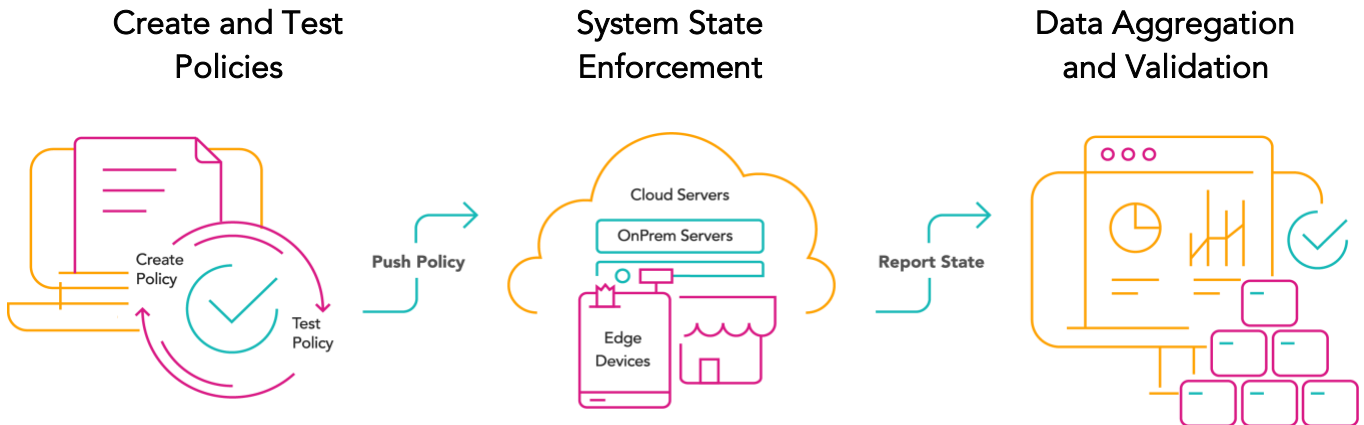 Create and Test
Policies
System State
Enforcement
Data Aggregation
and Validation
Create
Policy
Test
Policy
Push Policy
Cloud Servers
OnPrem Servers
Edge
Devices
Report State